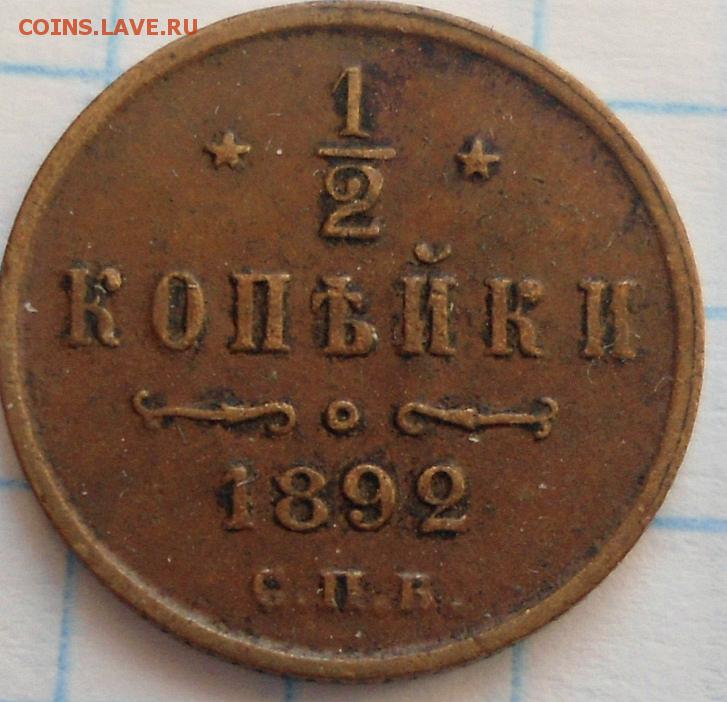 COINS.LAVE.RU
1/2
КОПѢЙКИ
1892
С.П.Б.